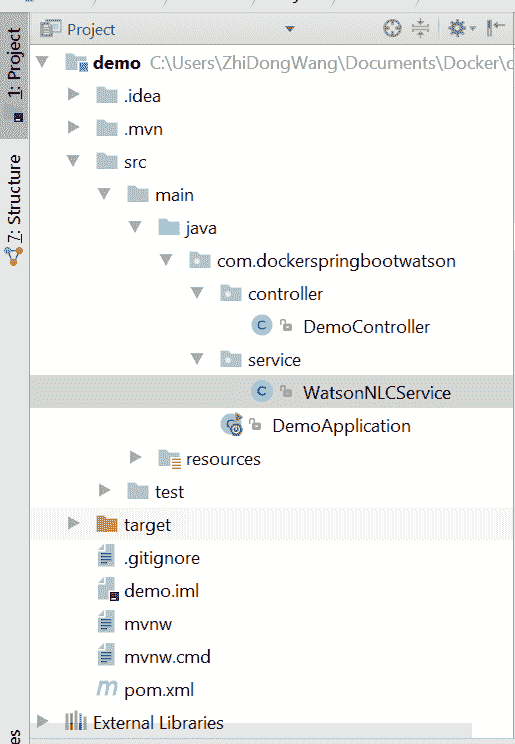 Project
1: Project
7: Structure
demo C:\Users\ZhiDongWang\Documents\Docker\
.idea
.mvn
src
main
java
com.dockerspringbootwatson
controller
DemoController
service
WatsonNLCService
DemoApplication
resources
test
target
.gitignore
demo.iml
mvnw
mvnw.cmd
pom.xml
External Libraries